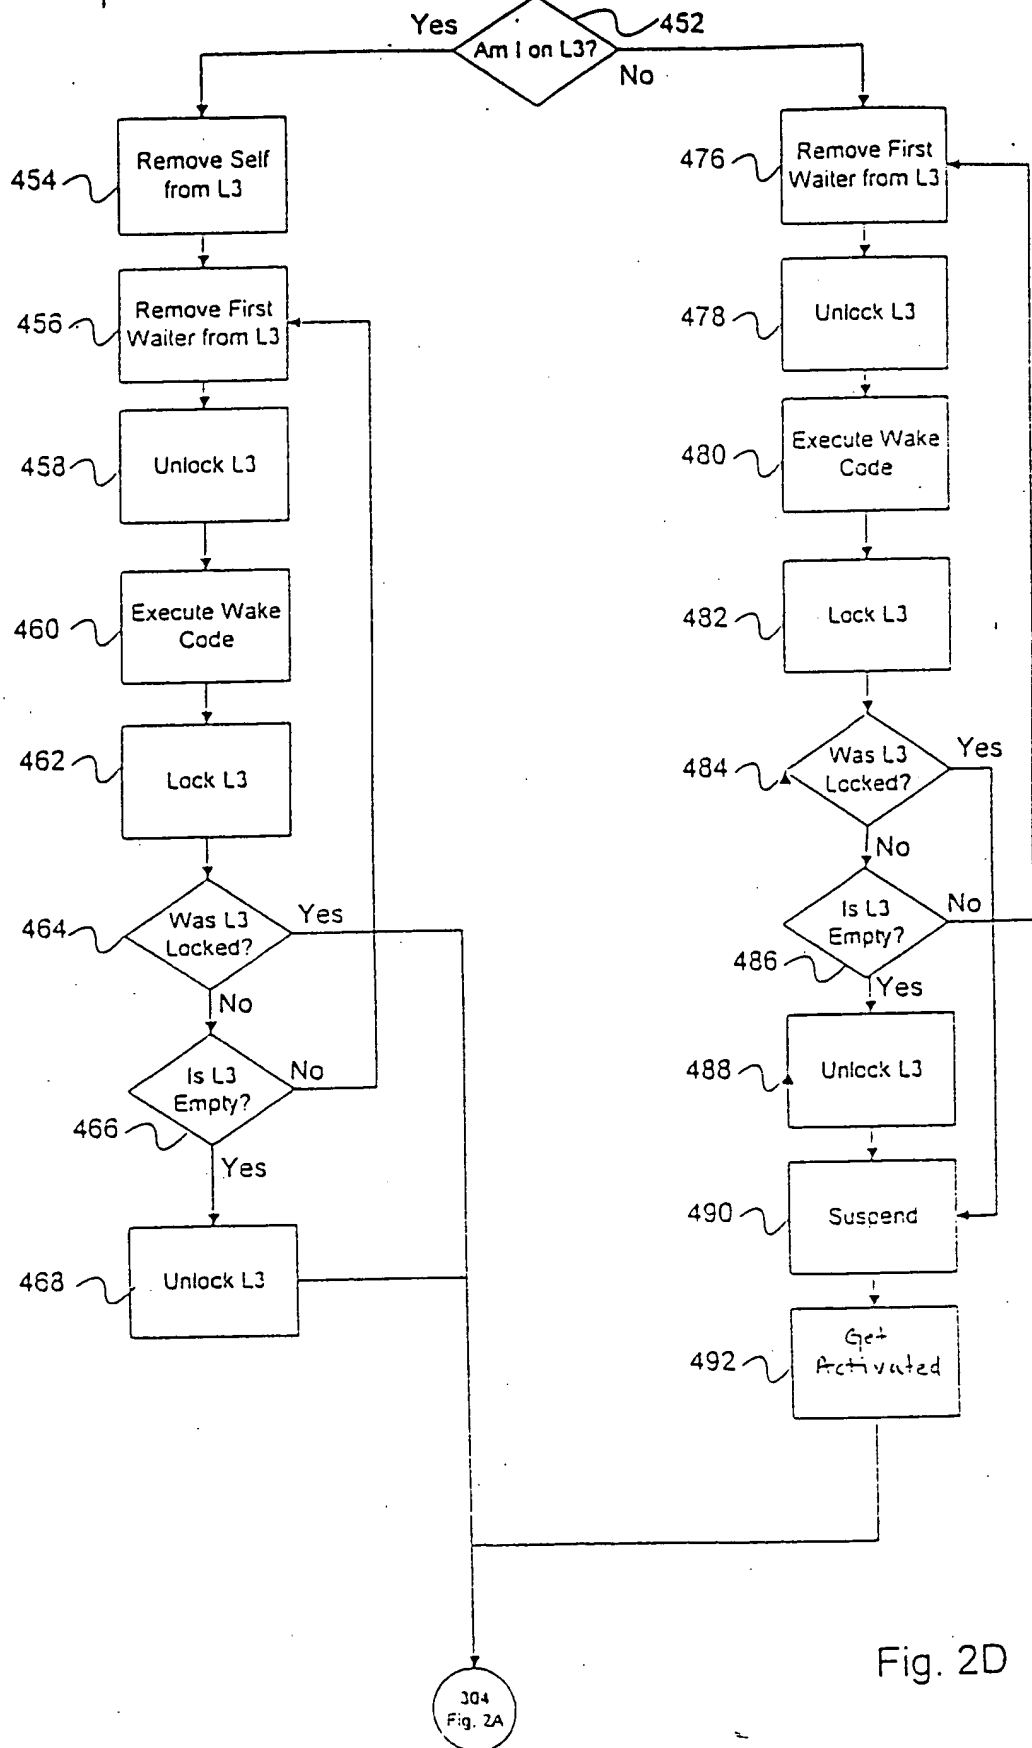 452
Am I on L3?
Yes
No
454
Remove Self
from L3
456
Remove First
Waiter from L3
458
Unlock L3
460
Execute Wake
Code
462
Lock L3
464
Was L3
Locked?
Yes
No
466
Is L3
Empty?
No
Yes
468
Unlock L3
476
Remove First
Waiter from L3
478
Unlock L3
480
Execute Wake
Code
482
Lock L3
484
Was L3
Locked?
Yes
No
486
Is L3
Empty?
No
Yes
488
Unlock L3
490
Suspend
492
Get
Activated
304
Fig. 2A
Fig. 2D